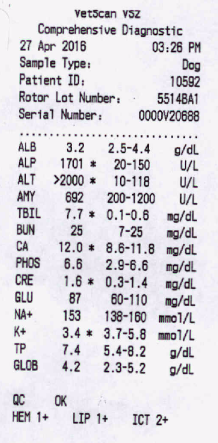 VetScan VS2
Comprehensive Diagnostic
27 Apr 2016 03:26 PM
Sample Type: Dog
Patient ID: 10592
Rotor Lot Number: 5514BA1
Serial Number: 0000V20688
..............................
ALB 3.2 2.5-4.4 g/dL
ALP 1701 * 20-150 U/L
ALT >2000 * 10-118 U/L
AMY 692 200-1200 U/L
TBIL 7.7 * 0.1-0.6 mg/dL
BUN 25 7-25 mg/dL
CA 12.0 * 8.6-11.8 mg/dL
PHOS 6.6 2.9-6.6 mg/dL
CRE 1.6 * 0.3-1.4 mg/dL
GLU 87 60-110 mg/dL
NA+ 153 138-160 mmol/L
K+ 3.4 * 3.7-5.8 mmol/L
TP 7.4 5.4-8.2 g/dL
GLOB 4.2 2.3-5.2 g/dL
QC OK
HEM 1+ LIP 1+ ICT 2+